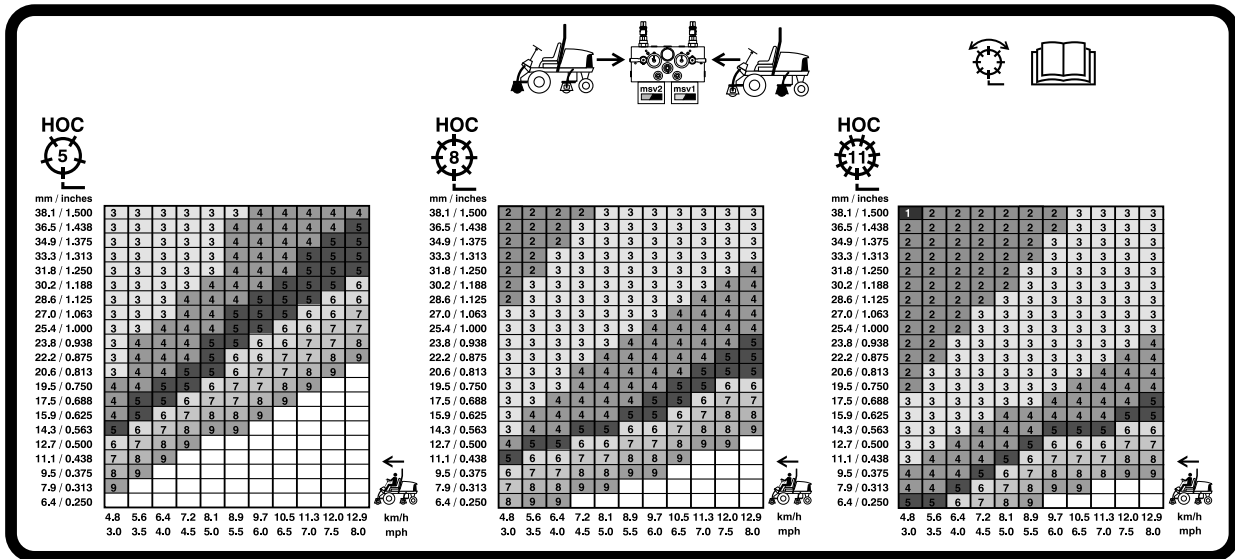 msv2 msv1
HOC
5
mm / inches
38.1 / 1.500 3 3 3 3 3 3 4 4 4 4 4
36.5 / 1.438 3 3 3 3 3 4 4 4 4 4 5
34.9 / 1.375 3 3 3 3 3 4 4 4 4 5 5
33.3 / 1.313 3 3 3 3 3 4 4 4 5 5 5
31.8 / 1.250 3 3 3 3 3 4 4 4 5 5 5
30.2 / 1.188 3 3 3 3 4 4 4 5 5 5 6
28.6 / 1.125 3 3 3 4 4 4 5 5 5 6 6
27.0 / 1.063 3 3 3 4 4 5 5 5 6 6 7
25.4 / 1.000 3 3 4 4 4 5 5 6 6 7 7
23.8 / 0.938 3 4 4 4 5 5 6 6 7 7 8
22.2 / 0.875 3 4 4 4 5 6 6 7 7 8 9
20.6 / 0.813 3 4 4 5 5 6 7 7 8 9
19.5 / 0.750 4 4 5 5 6 7 7 8 9
17.5 / 0.688 4 5 5 6 7 7 8 9
15.9 / 0.625 4 5 6 7 7 8 9
14.3 / 0.563 5 6 7 8 9 9
12.7 / 0.500 6 7 8 9
11.1 / 0.438 7 8 9
9.5 / 0.375 8 9
7.9 / 0.313 9
6.4 / 0.250
4.8 5.6 6.4 7.2 8.1 8.9 9.7 10.5 11.3 12.0 12.9 km/h
3.0 3.5 4.0 4.5 5.0 5.5 6.0 6.5 7.0 7.5 8.0 mph
HOC
8
mm / inches
38.1 / 1.500 2 2 2 2 3 3 3 3 3 3 3
36.5 / 1.438 2 2 2 3 3 3 3 3 3 3 3
34.9 / 1.375 2 2 2 3 3 3 3 3 3 3 3
33.3 / 1.313 2 2 3 3 3 3 3 3 3 3 3
31.8 / 1.250 2 2 3 3 3 3 3 3 3 3 4
30.2 / 1.188 2 3 3 3 3 3 3 3 3 4 4
28.6 / 1.125 2 3 3 3 3 3 3 3 4 4 4
27.0 / 1.063 3 3 3 3 3 3 3 4 4 4 4
25.4 / 1.000 3 3 3 3 3 3 4 4 4 4 4
23.8 / 0.938 3 3 3 3 3 4 4 4 4 4 5
22.2 / 0.875 3 3 3 3 4 4 4 4 4 5 5
20.6 / 0.813 3 3 3 4 4 4 4 4 5 5 5
19.5 / 0.750 3 3 3 4 4 4 4 5 5 6 6
17.5 / 0.688 3 3 4 4 4 4 5 5 6 6 7
15.9 / 0.625 3 4 4 4 4 5 5 6 7 7 8
14.3 / 0.563 3 4 4 5 5 6 6 7 7 8 8
12.7 / 0.500 4 5 5 6 6 7 7 8 9 9
11.1 / 0.438 5 6 6 7 7 8 8 9
9.5 / 0.375 6 7 7 8 8 9 9
7.9 / 0.313 7 7 8 9 9
6.4 / 0.250 8 9 9
4.8 5.6 6.4 7.2 8.1 8.9 9.7 10.5 11.3 12.0 12.9 km/h
3.0 3.5 4.0 4.5 5.0 5.5 6.0 6.5 7.0 7.5 8.0 mph
HOC
11
mm / inches
38.1 / 1.500 1 2 2 2 2 2 2 3 3 3 3
36.5 / 1.438 2 2 2 2 2 2 2 3 3 3 3
34.9 / 1.375 2 2 2 2 2 2 3 3 3 3 3
33.3 / 1.313 2 2 2 2 2 2 3 3 3 3 3
31.8 / 1.250 2 2 2 2 2 3 3 3 3 3 3
30.2 / 1.188 2 2 2 2 2 3 3 3 3 3 3
28.6 / 1.125 2 2 2 2 3 3 3 3 3 3 3
27.0 / 1.063 2 2 2 3 3 3 3 3 3 3 3
25.4 / 1.000 2 2 2 3 3 3 3 3 3 3 3
23.8 / 0.938 2 2 3 3 3 3 3 3 3 3 4
22.2 / 0.875 2 2 3 3 3 3 3 3 3 4 4
20.6 / 0.813 2 3 3 3 3 3 3 3 4 4 4
19.5 / 0.750 2 3 3 3 3 3 3 4 4 4 4
17.5 / 0.688 3 3 3 3 3 3 4 4 4 4 5
15.9 / 0.625 3 3 3 3 4 4 4 4 4 5 5
14.3 / 0.563 3 3 3 4 4 4 5 5 5 6 6
12.7 / 0.500 3 3 4 4 4 5 6 6 6 7 7
11.1 / 0.438 3 4 4 4 5 6 6 7 7 8 8
9.5 / 0.375 4 4 4 5 6 7 7 8 8 9 9
7.9 / 0.313 4 4 5 6 7 8 9 9
6.4 / 0.250 5 5 6 7 8 9
4.8 5.6 6.4 7.2 8.1 8.9 9.7 10.5 11.3 12.0 12.9 km/h
3.0 3.5 4.0 4.5 5.0 5.5 6.0 6.5 7.0 7.5 8.0 mph